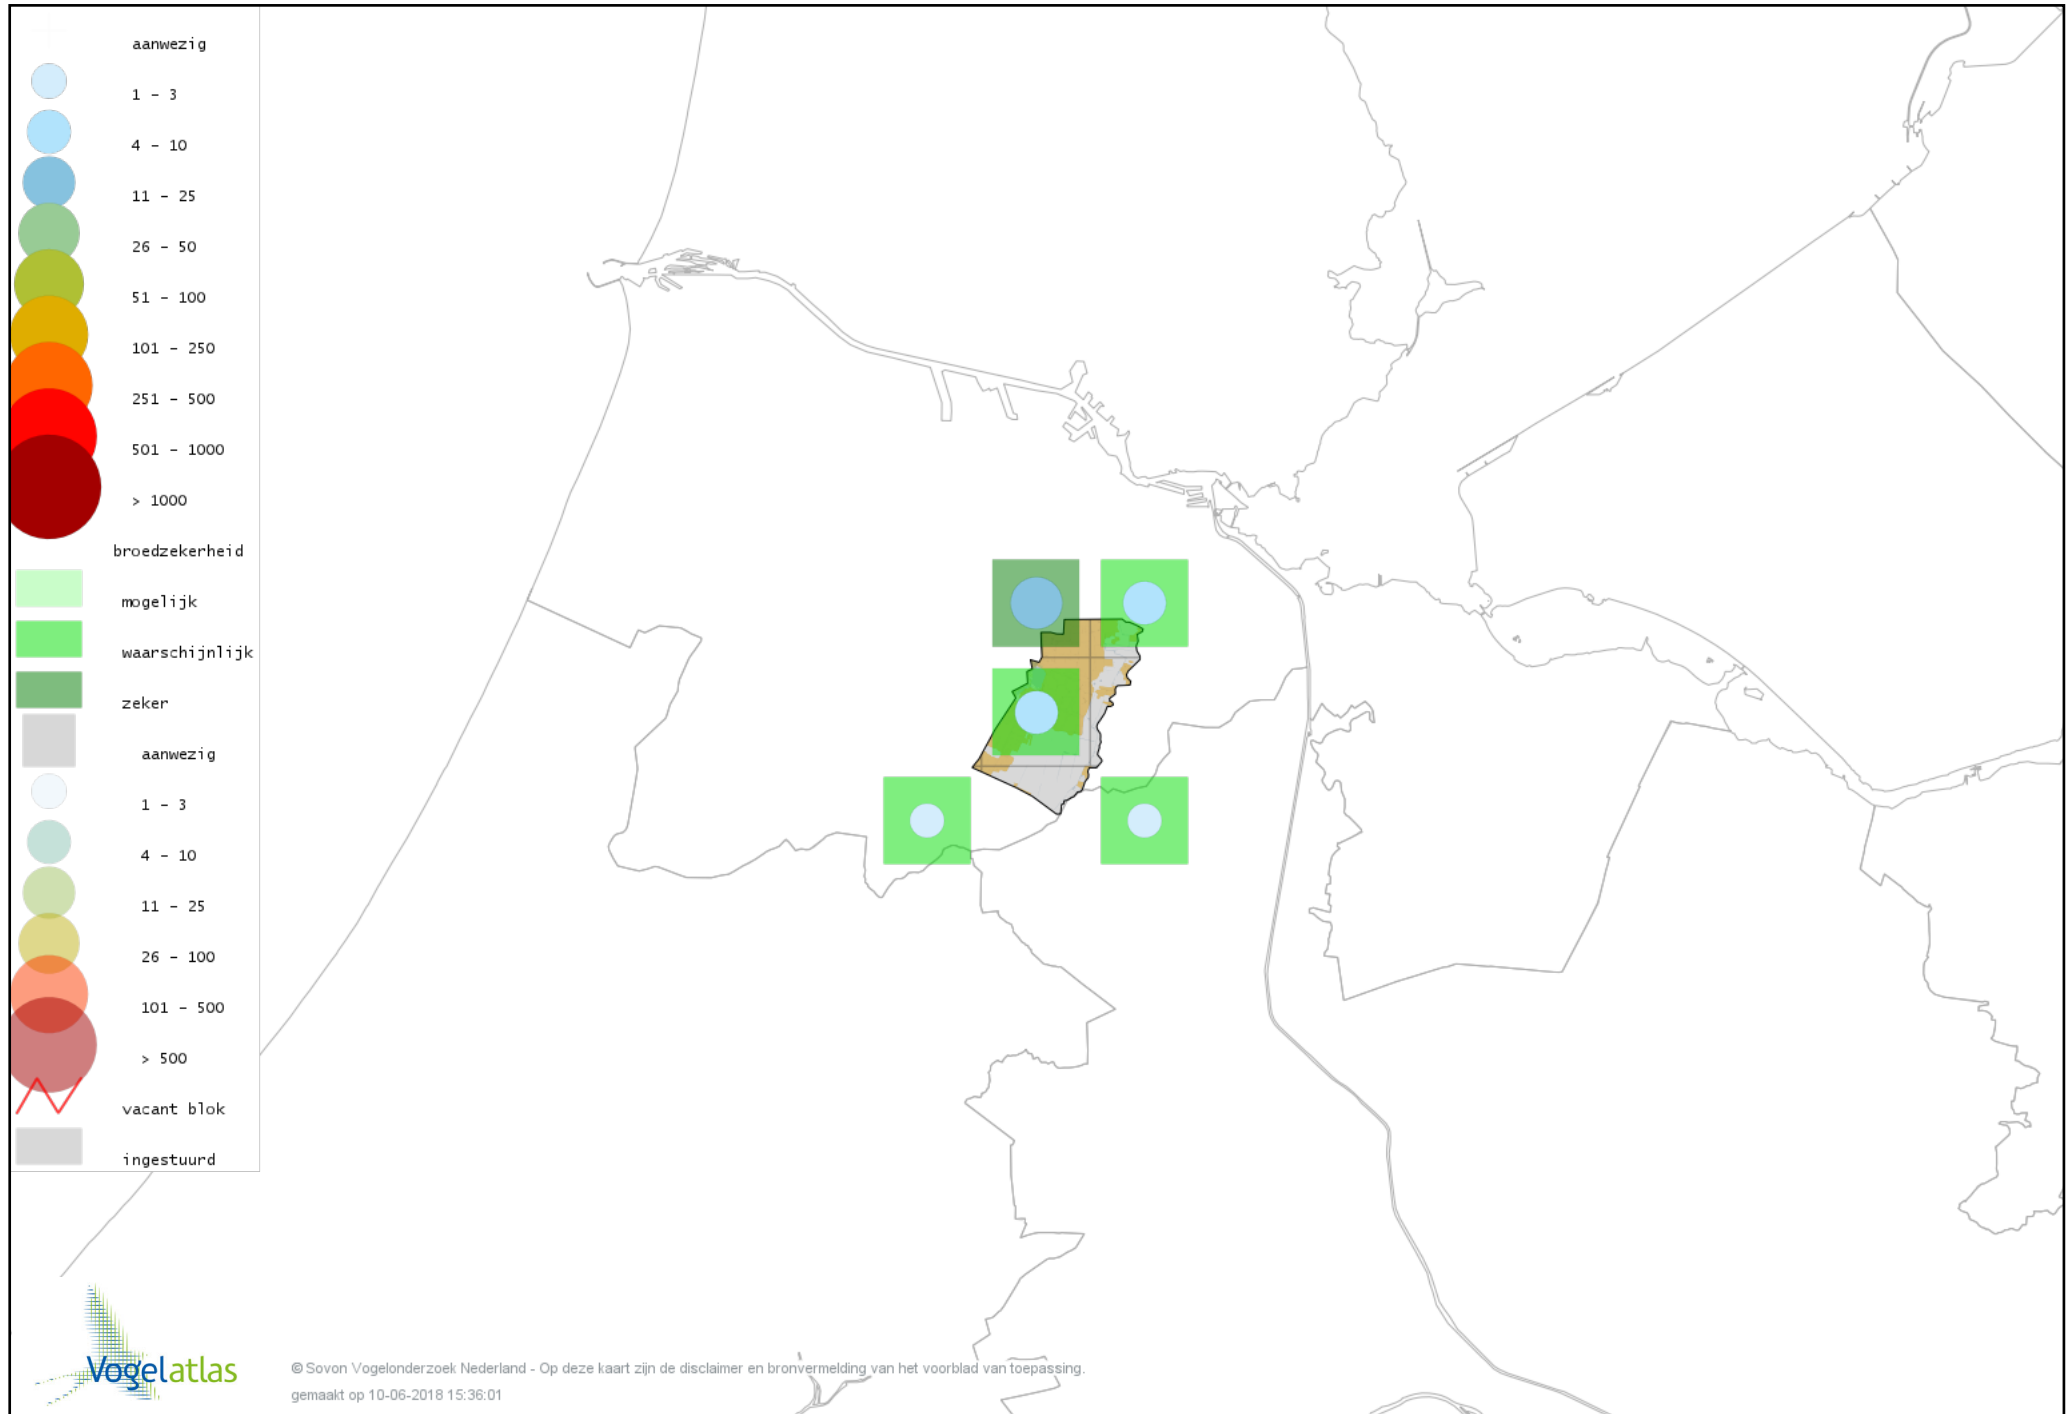 aanwezig
1 - 3
4 - 10
11 - 25
26 - 50
51 - 100
101 - 250
251 - 500
501 - 1000
> 1000
broedzekerheid
mogelijk
waarschijnlijk
zeker
aanwezig
1 - 3
4 - 10
11 - 25
26 - 100
101 - 500
> 500
vacant blok
ingestuurd
Vogelatlas
© Sovon Vogelonderzoek Nederland - Op deze kaart zijn de disclaimer en bronvermelding van het voorblad van toepassing.
gemaakt op 10-06-2018 15:36:01